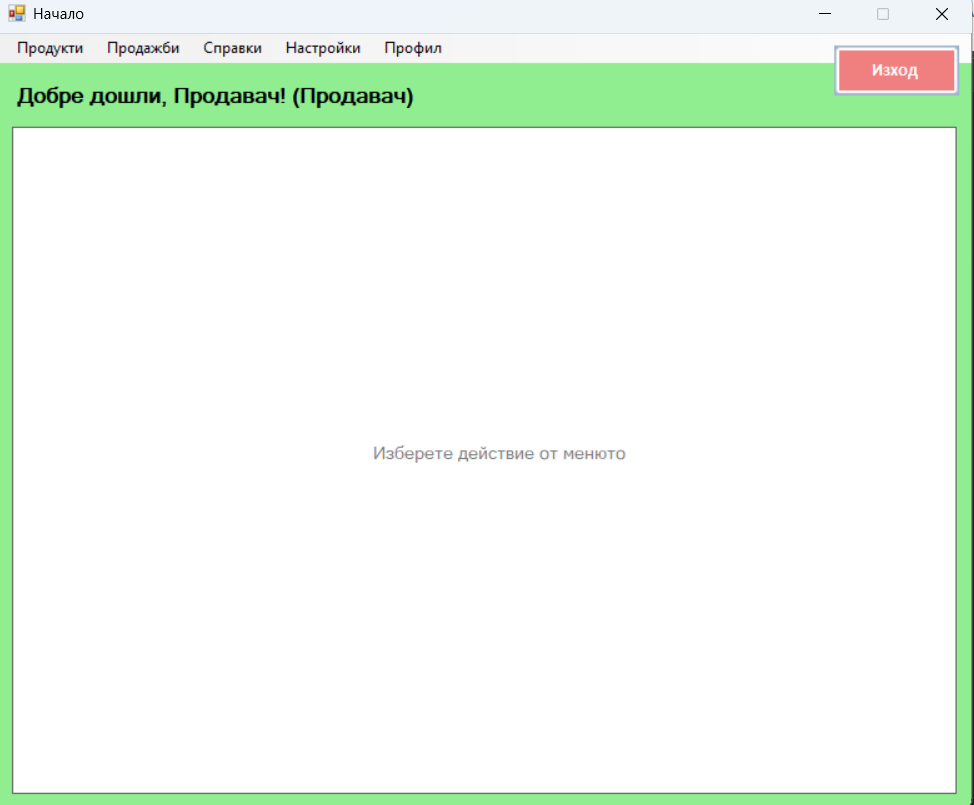 Начало
Продукти Продажби Справки Настройки Профил
Изход
Добре дошли, Продавач! (Продавач)
Изберете действие от менюто